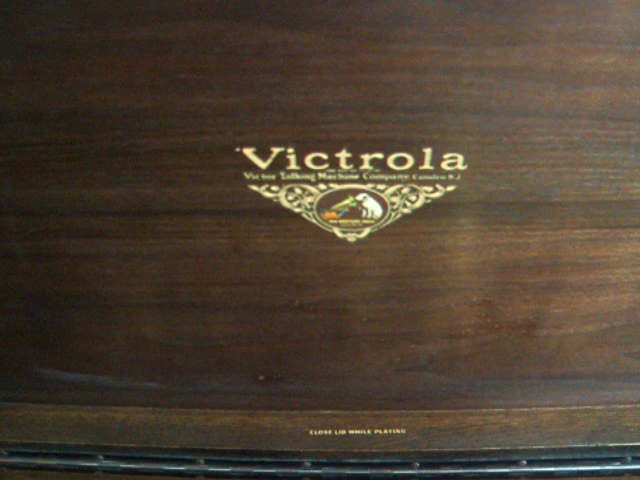 Victrola
Victor Talking Machine Company Camden N.J.
CLOSE LID WHILE PLAYING